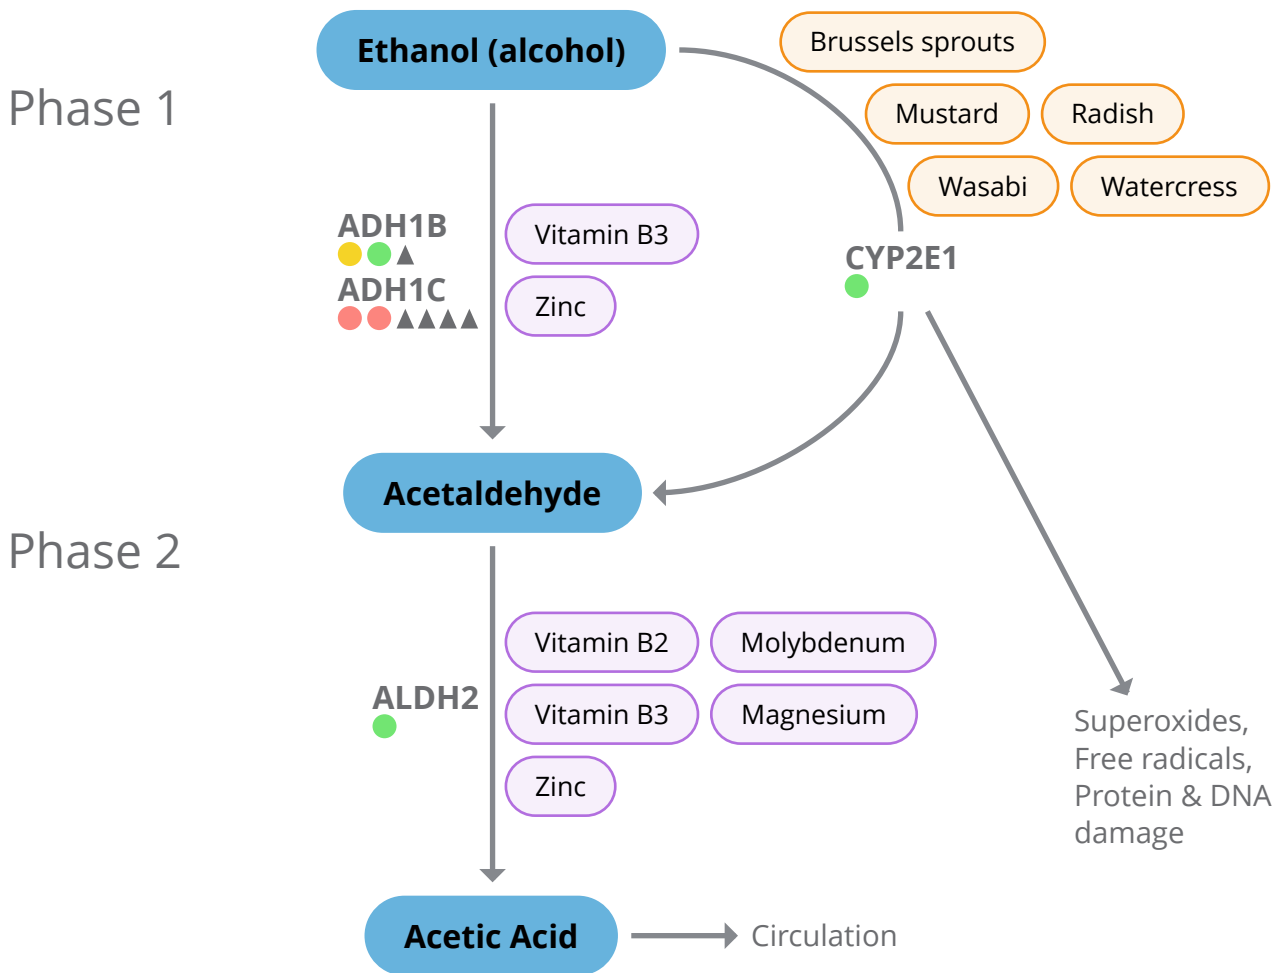 Ethanol (alcohol)
Brussels sprouts
Phase 1
Mustard
Radish
Wasabi
Watercress
ADH1B
Vitamin B3
CYP2E1
ADH1C
Zinc
Acetaldehyde
Phase 2
Vitamin B2
Molybdenum
ALDH2
Vitamin B3
Magnesium
Zinc
Superoxides,
Free radicals,
Protein & DNA
damage
Acetic Acid
Circulation